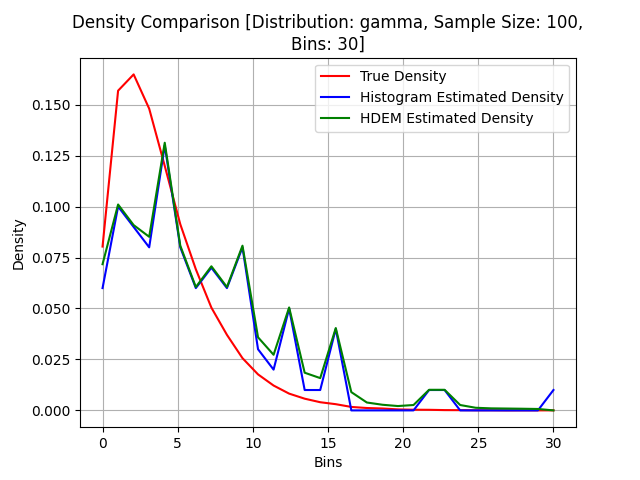 Density Comparison [Distribution: gamma, Sample Size: 100,
Bins: 30]
True Density
Histogram Estimated Density
HDEM Estimated Density
Density
0.150
0.125
0.100
0.075
0.050
0.025
0.000
0 5 10 15 20 25 30
Bins